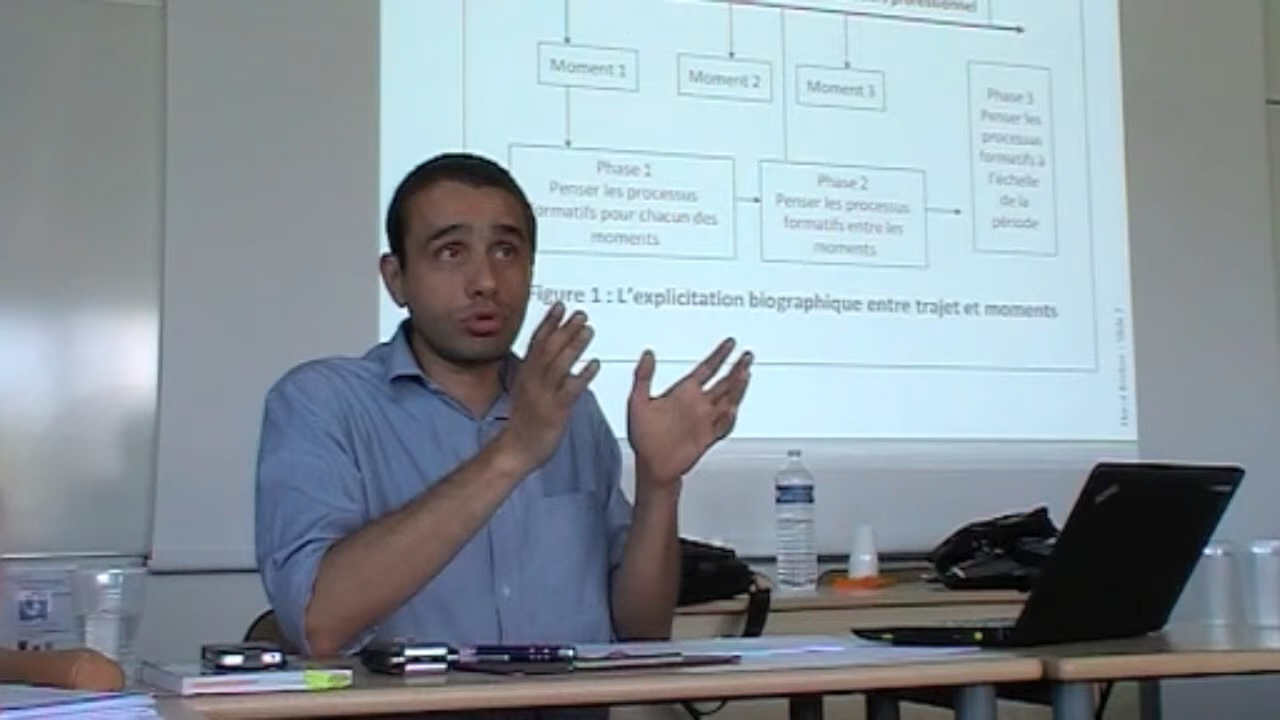 professionnel
Moment 1
Moment 2
Moment 3
Phase 1
Penser les processus
formatifs pour chacun des
moments
Phase 2
Penser les processus
formatifs entre les
moments
Phase 3
Penser les
processus
formatifs à
l'échelle
de la
période
Figure 1 : L'explicitation biographique entre trajet et moments